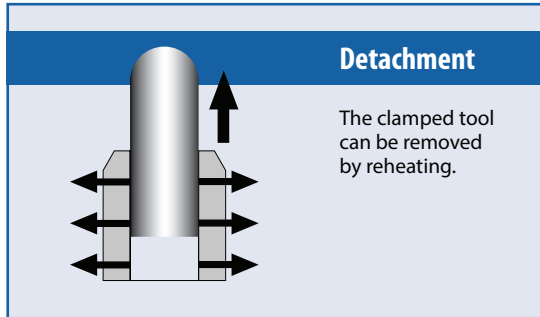 Detachment
The clamped tool
can be removed
by reheating.